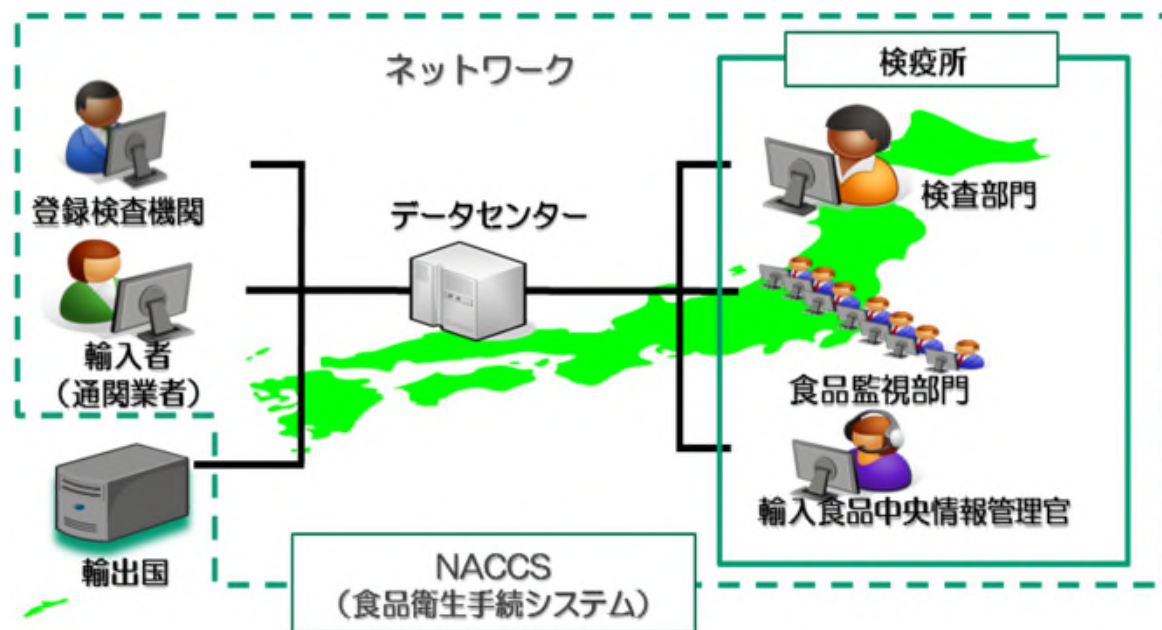 ネットワーク
検疫所
登録検査機関
データセンター
検査部門
輸入者
（通関業者）
食品監視部門
輸出国
輸入食品中央情報管理官
NACCS
（食品衛生手続システム）